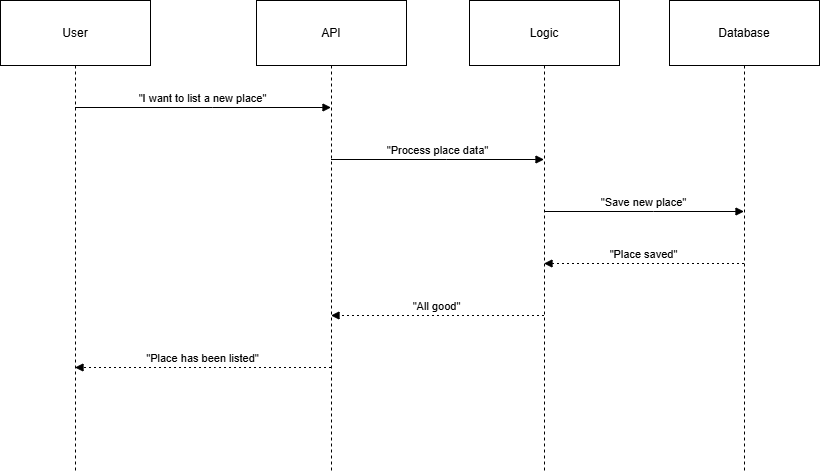 User
API
Logic
Database
"I want to list a new place"
"Process place data"
"Save new place"
"Place saved"
"All good"
"Place has been listed"